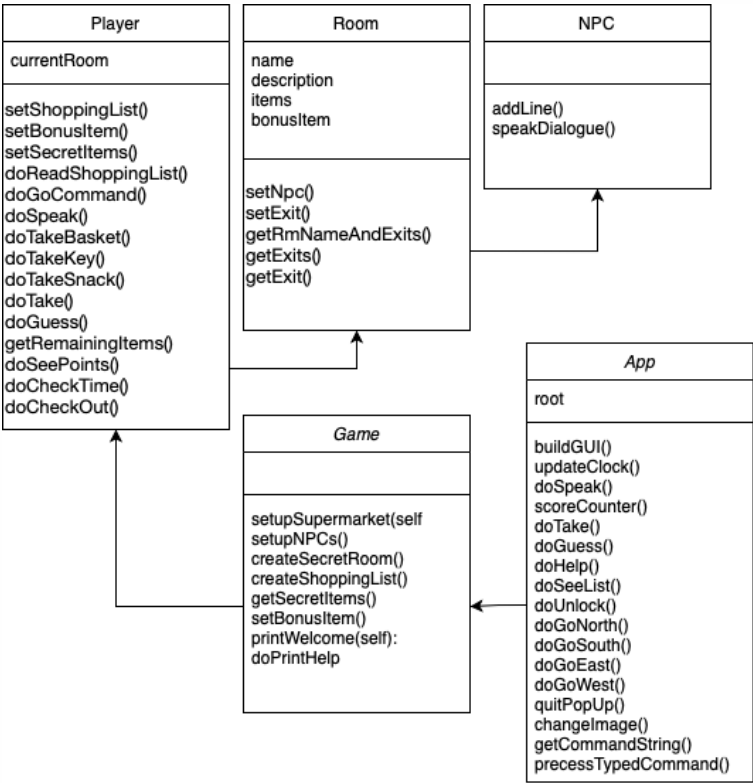 Player
currentRoom
setShoppingList()
setBonusItem()
setSecretItems()
doReadShoppingList()
doGoCommand()
doSpeak()
doTakeBasket()
doTakeKey()
doTakeSnack()
doTake()
doGuess()
getRemainingItems()
doSeePoints()
doCheckTime()
doCheckOut()
Room
name
description
items
bonusItem
setNpc()
setExit()
getRmNameAndExits()
getExits()
getExit()
NPC
addLine()
speakDialogue()
Game
setupSupermarket(self
setupNPCs()
createSecretRoom()
createShoppingList()
getSecretItems()
setBonusItem()
printWelcome(self):
doPrintHelp
App
root
buildGUI()
updateClock()
doSpeak()
scoreCounter()
doTake()
doGuess()
doHelp()
doSeeList()
doUnlock()
doGoNorth()
doGoSouth()
doGoEast()
doGoWest()
quitPopUp()
changeImage()
getCommandString()
precessTypedCommand()